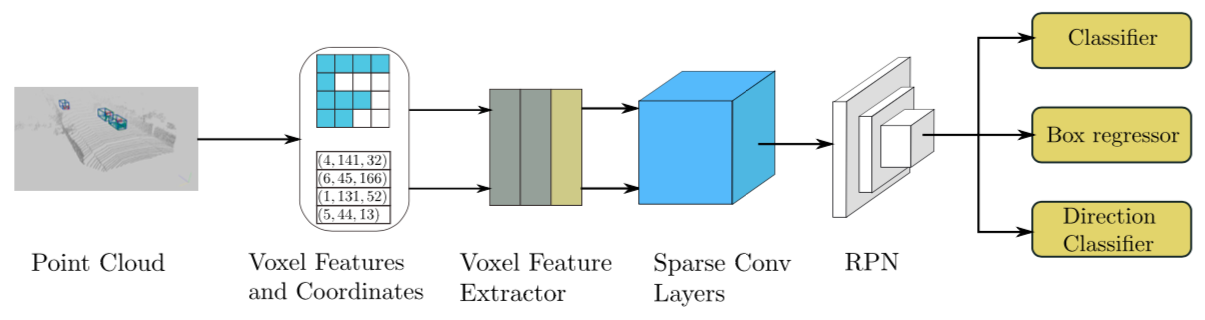 Classifier
(4, 141, 32)
(6, 45, 166)
(1, 131, 52)
(5, 44, 13)
Box regressor
Direction
Classifier
Point Cloud
Voxel Features
and Coordinates
Voxel Feature
Extractor
Sparse Conv
Layers
RPN